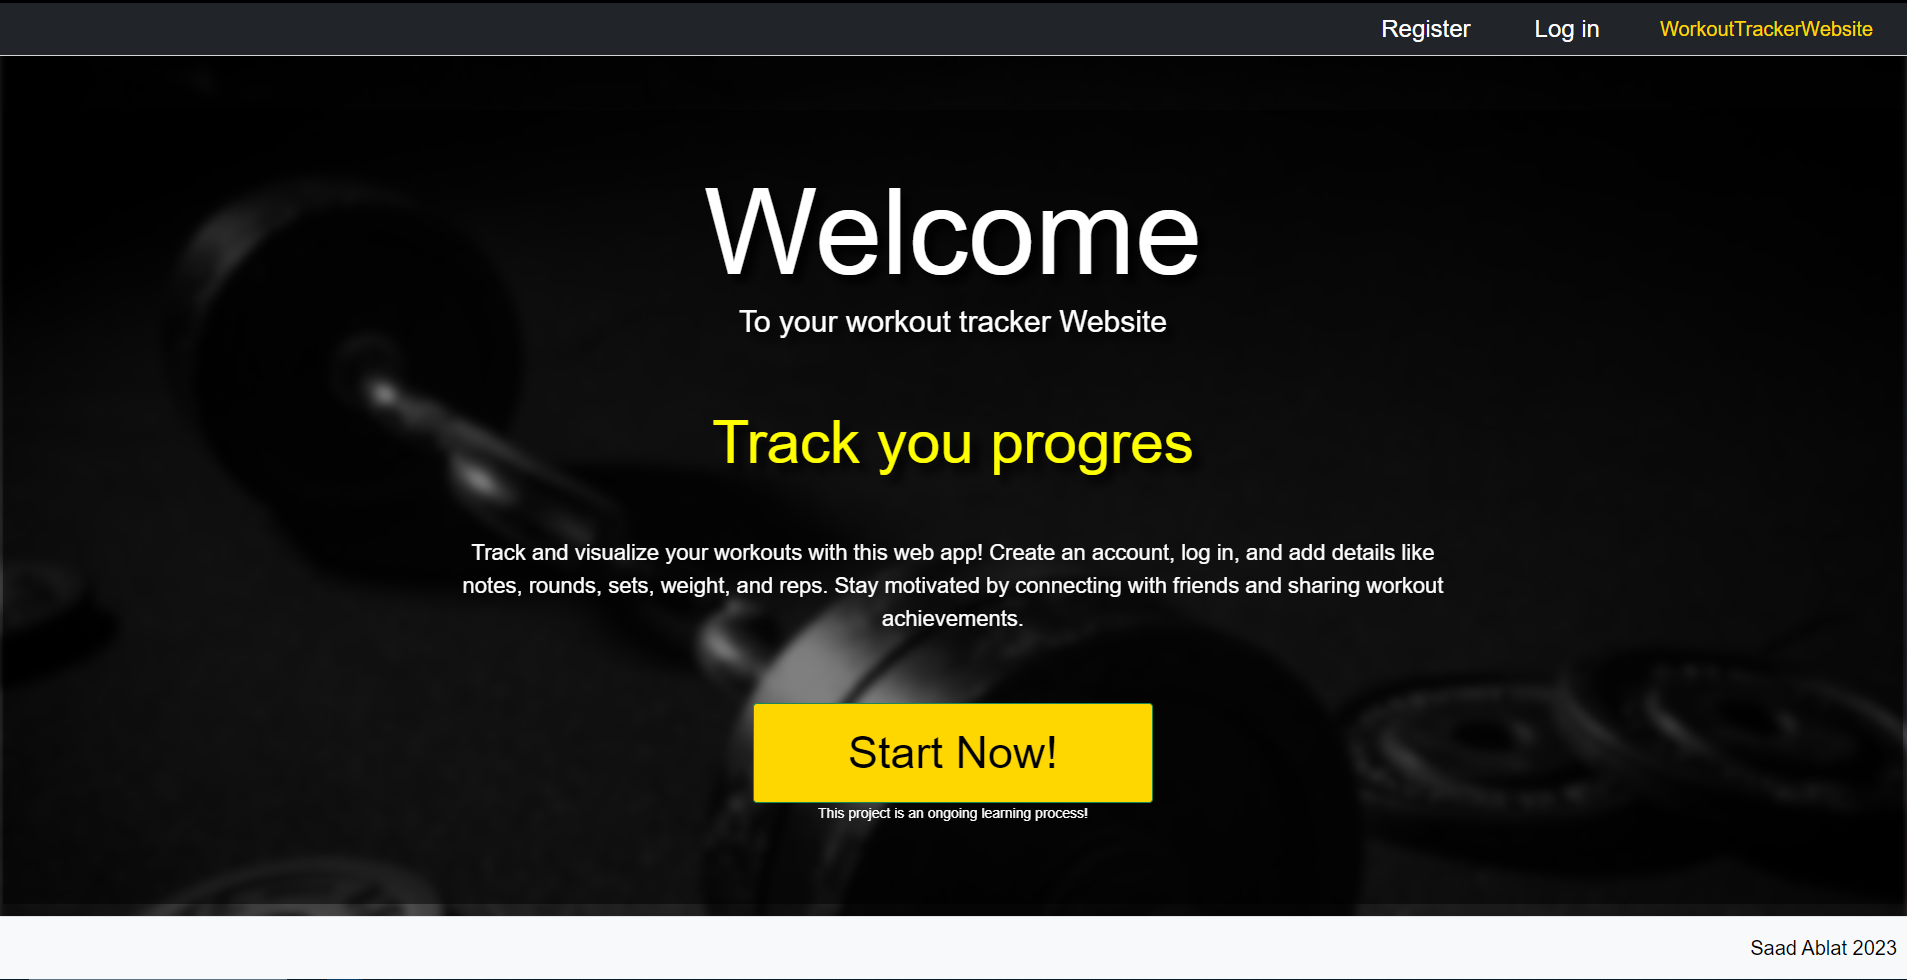 Register Log in WorkoutTrackerWebsite
Welcome
To your workout tracker Website
Track you progres
Track and visualize your workouts with this web app! Create an account, log in, and add details like
notes, rounds, sets, weight, and reps. Stay motivated by connecting with friends and sharing workout
achievements.
Start Now!
This project is an ongoing learning process!
Saad Ablat 2023